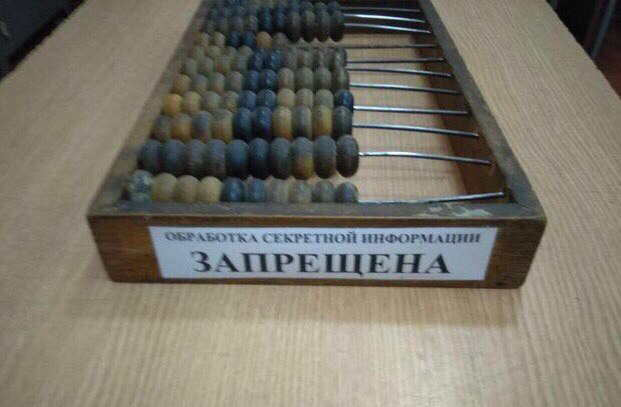 ОБРАБОТКА СЕКРЕТНОЙ ИНФОРМАЦИИ
ЗАПРЕЩЕНА